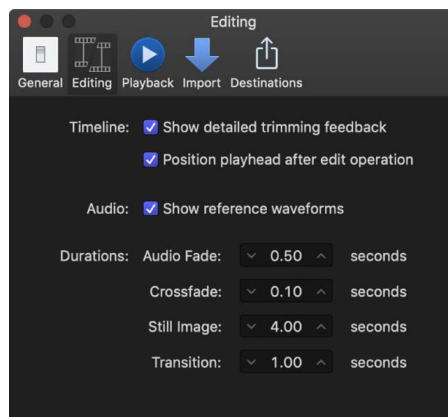 Editing
General Editing Playback Import Destinations
Timeline: Show detailed trimming feedback
Position playhead after edit operation
Audio: Show reference waveforms
Durations: Audio Fade: 0.50 seconds
Crossfade: 0.10 seconds
Still Image: 4.00 seconds
Transition: 1.00 seconds